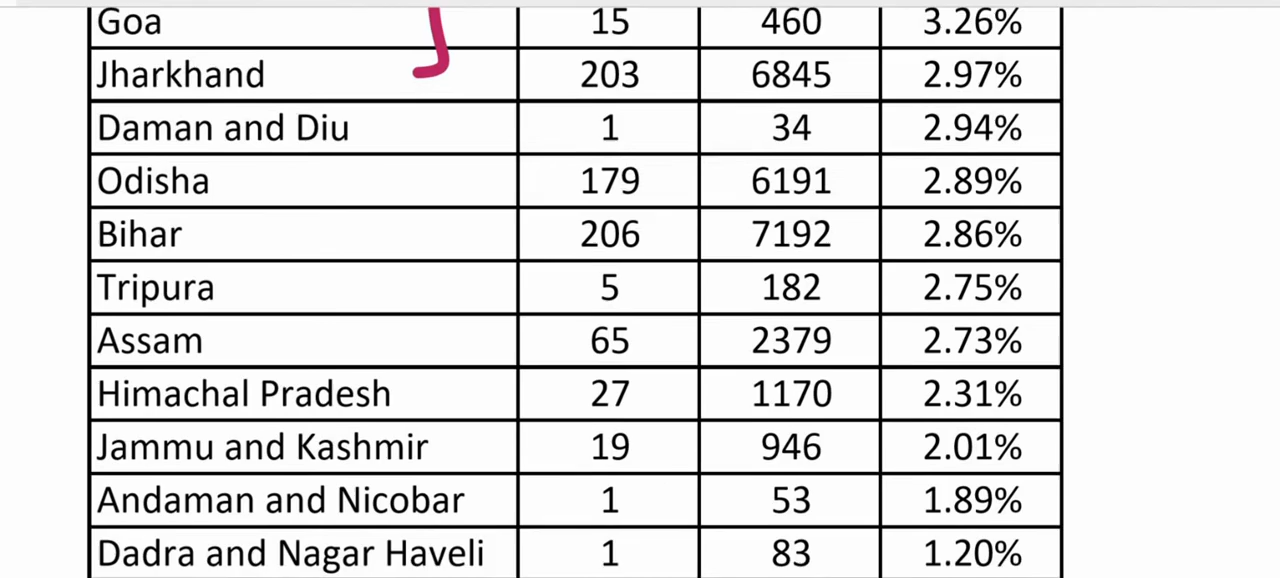 Goa 15 460 3.26%
Jharkhand 203 6845 2.97%
Daman and Diu 1 34 2.94%
Odisha 179 6191 2.89%
Bihar 206 7192 2.86%
Tripura 5 182 2.75%
Assam 65 2379 2.73%
Himachal Pradesh 27 1170 2.31%
Jammu and Kashmir 19 946 2.01%
Andaman and Nicobar 1 53 1.89%
Dadra and Nagar Haveli 1 83 1.20%